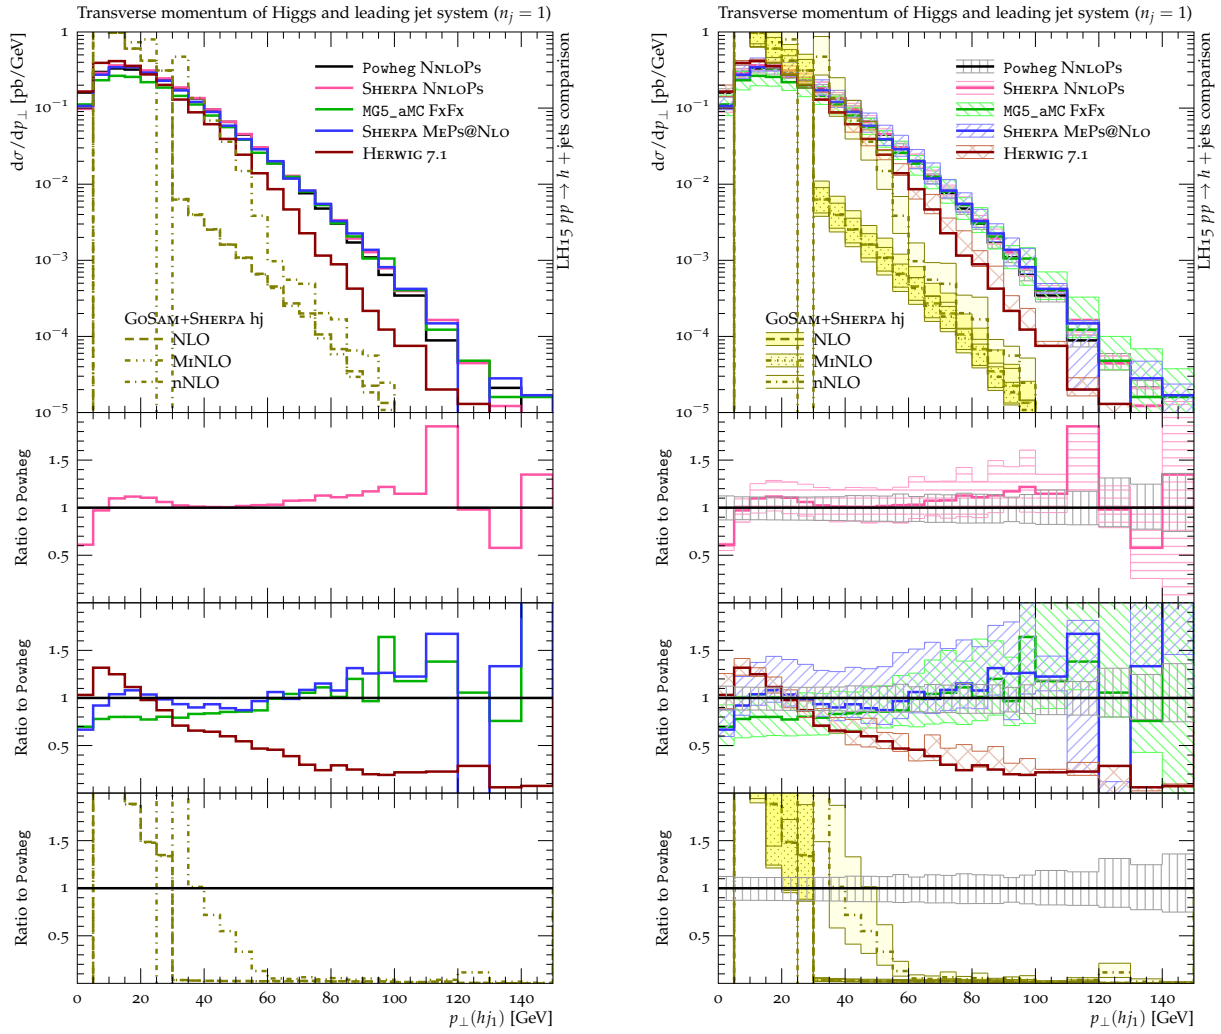 Transverse momentum of Higgs and leading jet system (n_j = 1)
dσ/dp⊥ [pb/GeV]
1
10⁻¹
10⁻²
10⁻³
10⁻⁴
10⁻⁵
Powheg NNLOPS
SHERPA NNLOPS
MG5_aMC FxFx
SHERPA MEPS@NLO
HERWIG 7.1
GOSAM+SHERPA hj
NLO
MINLO
nNLO
LH15 pp → h + jets comparison
Ratio to Powheg
1.5
1
0.5
Ratio to Powheg
1.5
1
0.5
Ratio to Powheg
1.5
1
0.5
0 20 40 60 80 100 120 140
p⊥(hj₁) [GeV]
Transverse momentum of Higgs and leading jet system (n_j = 1)
dσ/dp⊥ [pb/GeV]
1
10⁻¹
10⁻²
10⁻³
10⁻⁴
10⁻⁵
Powheg NNLOPS
SHERPA NNLOPS
MG5_aMC FxFx
SHERPA MEPS@NLO
HERWIG 7.1
GOSAM+SHERPA hj
NLO
MINLO
nNLO
LH15 pp → h + jets comparison
Ratio to Powheg
1.5
1
0.5
Ratio to Powheg
1.5
1
0.5
Ratio to Powheg
1.5
1
0.5
0 20 40 60 80 100 120 140
p⊥(hj₁) [GeV]